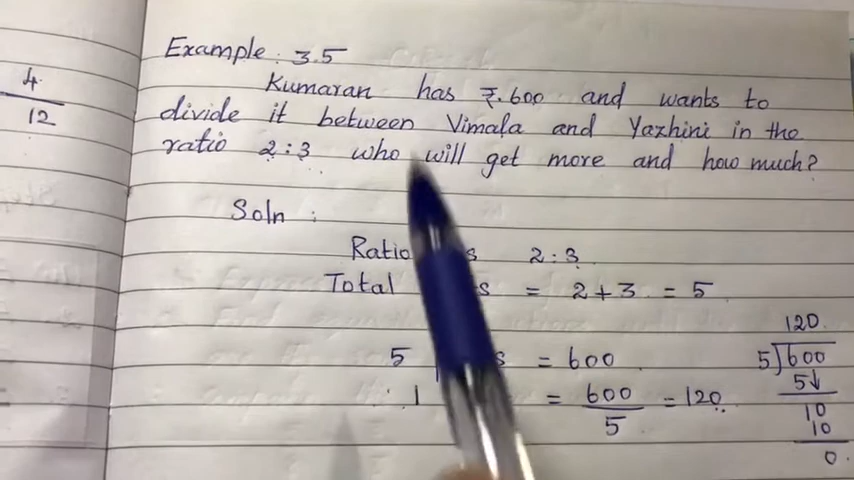 4
12
Example : 3.5
Kumaran has ₹.600 and wants to
divide it between Vimala and Yazhini in the
ratio 2:3 who will get more and how much?
Soln :
Ratio 2:3
Total = 2+3 = 5
5 = 600
1 = 600/5 = 120
120
5)600
5↓
10
10
0